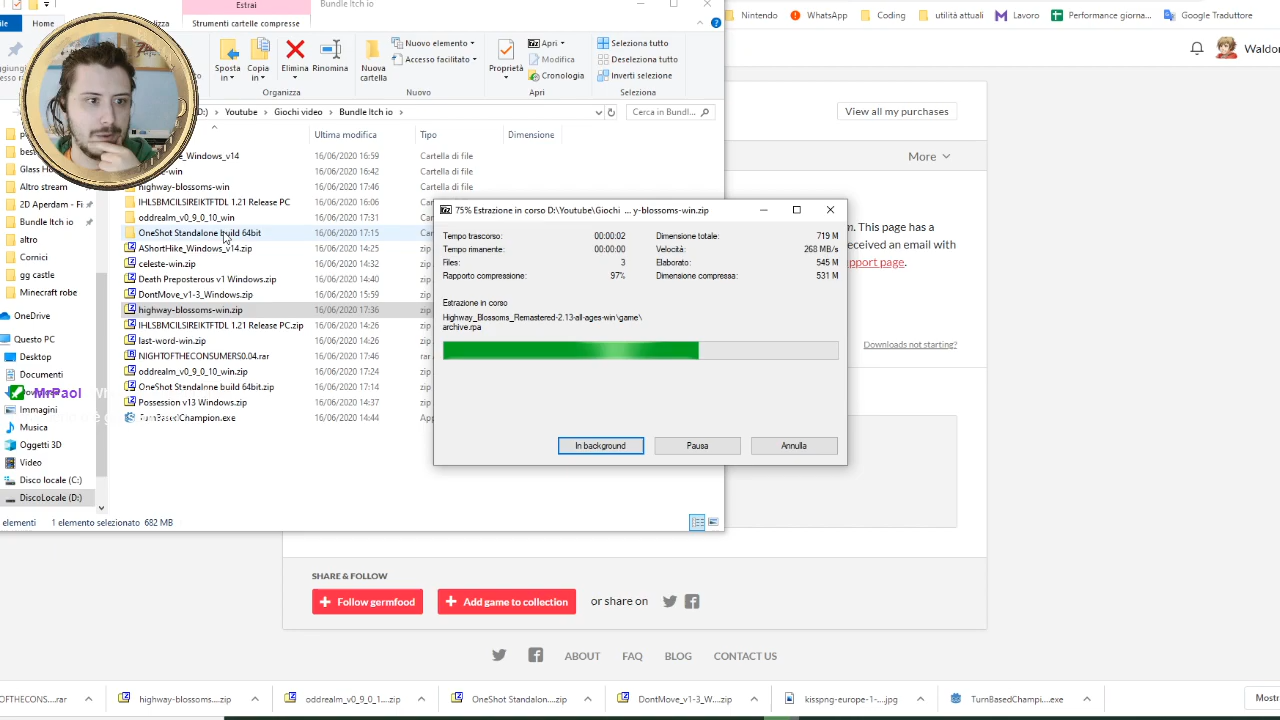 Estrai
Bundle Itch io
File
Home
Strumenti cartelle compresse
Nintendo
WhatsApp
Coding
utilità attuali
Lavoro
Performance giorna...
Google Traduttore
Sposta in
Copia in
Elimina
Rinomina
Organizza
Nuova cartella
Nuovo elemento
Accesso facilitato
Nuovo
Proprietà
Apri
Modifica
Cronologia
Apri
Seleziona tutto
Deseleziona tutto
Inverti selezione
Seleziona
Waldo
Youtube
Giochi video
Bundle Itch io
Cerca in Bundl...
View all my purchases
Ultima modifica
Tipo
Dimensione
More
16/06/2020 16:59 Cartella di file
16/06/2020 16:42 Cartella di file
highway-blossoms-win 16/06/2020 17:46 Cartella di file
IHLSBMCILSIREIKTFTDL 1.21 Release PC 16/06/2020 16:06 Cartella di file
oddrealm_v0_9_0_10_win 16/06/2020 17:31 Cartella di file
OneShot Standalone build 64bit 16/06/2020 17:15
AShortHike_Windows_v14.zip 16/06/2020 14:25
celeste-win.zip 16/06/2020 14:32 zip
Death Preposterous v1 Windows.zip 16/06/2020 14:40 zip
DontMove_v1-3_Windows.zip 16/06/2020 15:59 zip
highway-blossoms-win.zip 16/06/2020 17:36 zip
IHLSBMCILSIREIKTFTDL 1.21 Release PC.zip 16/06/2020 14:26 zip
last-word-win.zip 16/06/2020 14:26 zip
NIGHTOFTHECONSUMERS0.04.rar 16/06/2020 17:46 rar
oddrealm_v0_9_0_10_win.zip 16/06/2020 17:24 zip
OneShot Standalone build 64bit.zip 16/06/2020 17:14 zip
Possession v13 Windows.zip 16/06/2020 14:37 zip
TurnBasedChampion.exe 16/06/2020 14:44
best
Altro stream
2D Aperdam - Fi
Bundle Itch io
altro
Cornici
gg castle
Minecraft robe
OneDrive
Questo PC
Desktop
Documenti
Immagini
Musica
Oggetti 3D
Video
Disco locale (C:)
DiscoLocale (D:)
MrPaol
elementi 1 elemento selezionato 682 MB
75% Estrazione in corso D:\Youtube\Giochi ... y-blossoms-win.zip
Tempo trascorso: 00:00:02 Dimensione totale: 719 M
Tempo rimanente: 00:00:00 Velocità: 268 MB/s
Files: 3 Elaborato: 545 M
Rapporto compressione: 97% Dimensione compressa: 531 M
Estrazione in corso
Highway_Blossoms_Remastered-2.13-all-ages-win\game\
archive.rpa
In background
Pausa
Annulla
. This page has a
eceived an email with
pport page.
Downloads not starting?
SHARE & FOLLOW
Follow germfood
Add game to collection
or share on
ABOUT
FAQ
BLOG
CONTACT US
OFTHECONS....rar
highway-blossoms....zip
oddrealm_v0_9_0_1....zip
OneShot Standalon....zip
DontMove_v1-3_W....zip
kisspng-europe-1-....jpg
TurnBasedChampi....exe
Mostr